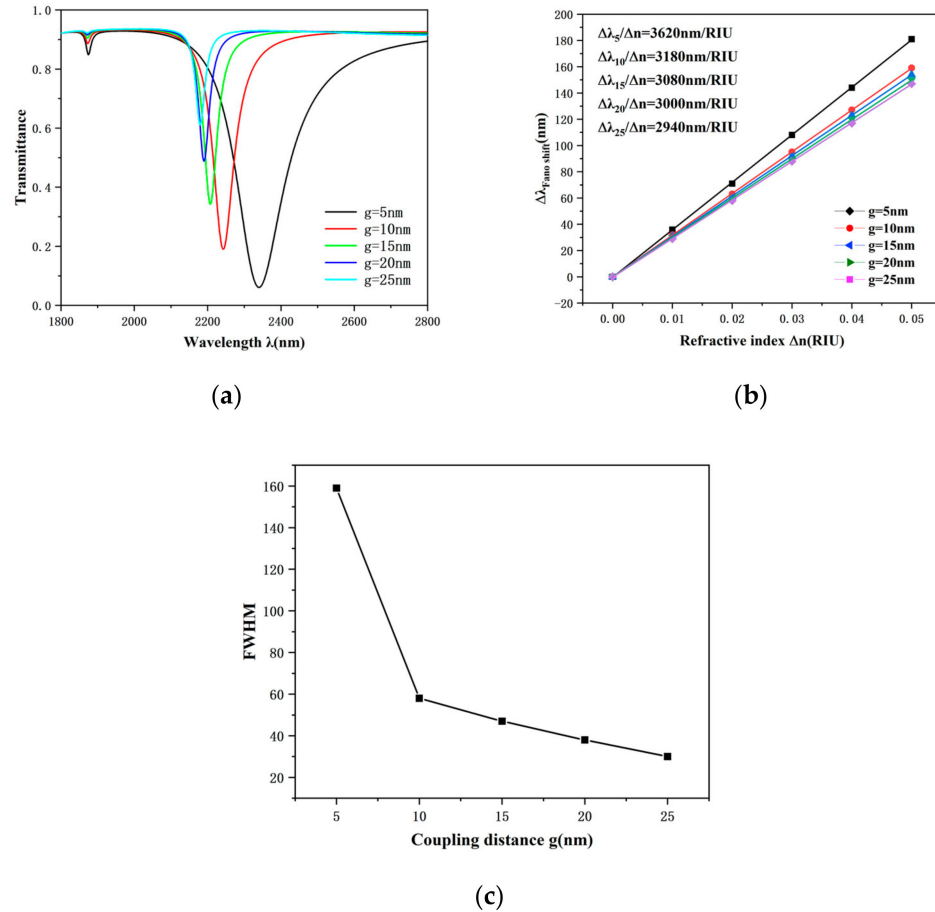 (a)
1.0
0.8
0.6
0.4
0.2
0.0
Transmittance
g=5nm
g=10nm
g=15nm
g=20nm
g=25nm
1800 2000 2200 2400 2600 2800
Wavelength λ(nm)
(b)
Δλ5/Δn=3620nm/RIU
Δλ10/Δn=3180nm/RIU
Δλ15/Δn=3080nm/RIU
Δλ20/Δn=3000nm/RIU
Δλ25/Δn=2940nm/RIU
200
180
160
140
120
100
80
60
40
20
0
−20
ΔλFano shift(nm)
g=5nm
g=10nm
g=15nm
g=20nm
g=25nm
0.00 0.01 0.02 0.03 0.04 0.05
Refractive index Δn(RIU)
(a)
(b)
160
140
120
100
80
60
40
20
FWHM
5 10 15 20 25
Coupling distance g(nm)
(c)